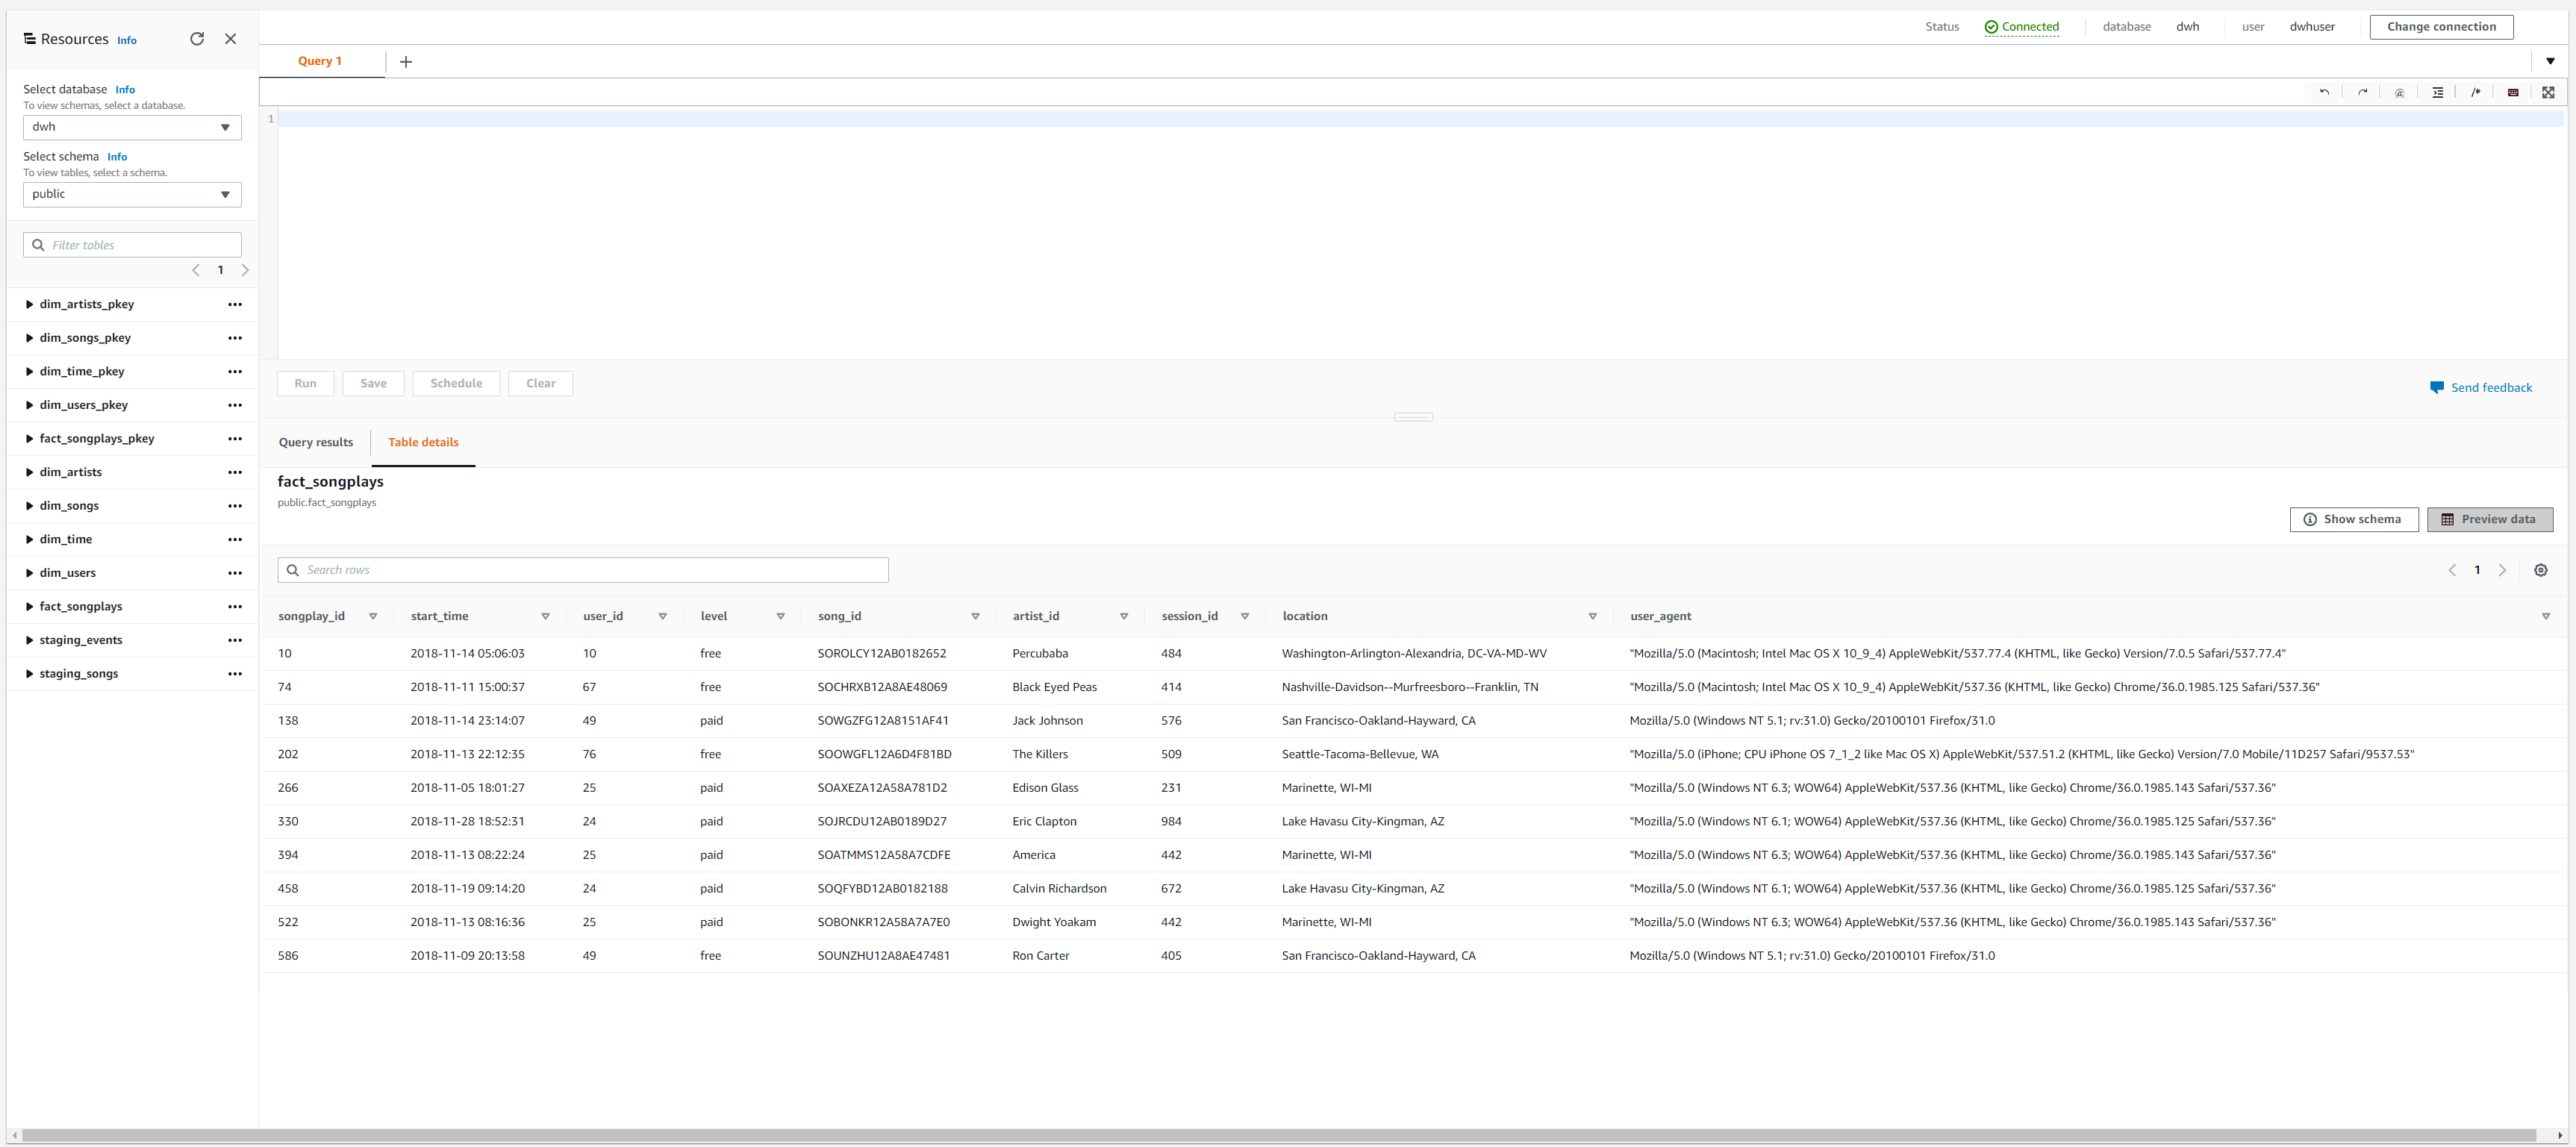 Resources Info
Status Connected database dwh user dwhuser Change connection
Query 1
Select database Info
To view schemas, select a database.
dwh
Select schema Info
To view tables, select a schema.
public
Filter tables
1
dim_artists_pkey
dim_songs_pkey
dim_time_pkey
dim_users_pkey
fact_songplays_pkey
dim_artists
dim_songs
dim_time
dim_users
fact_songplays
staging_events
staging_songs
@ /*
1
Run Save Schedule Clear
Send feedback
Query results Table details
fact_songplays
public.fact_songplays
Show schema Preview data
Search rows
1
songplay_id start_time user_id level song_id artist_id session_id location user_agent
10 2018-11-14 05:06:03 10 free SOROLCY12AB0182652 Percubaba 484 Washington-Arlington-Alexandria, DC-VA-MD-WV "Mozilla/5.0 (Macintosh; Intel Mac OS X 10_9_4) AppleWebKit/537.77.4 (KHTML, like Gecko) Version/7.0.5 Safari/537.77.4"
74 2018-11-11 15:00:37 67 free SOCHRXB12A8AE48069 Black Eyed Peas 414 Nashville-Davidson--Murfreesboro--Franklin, TN "Mozilla/5.0 (Macintosh; Intel Mac OS X 10_9_4) AppleWebKit/537.36 (KHTML, like Gecko) Chrome/36.0.1985.125 Safari/537.36"
138 2018-11-14 23:14:07 49 paid SOWGZFG12A8151AF41 Jack Johnson 576 San Francisco-Oakland-Hayward, CA Mozilla/5.0 (Windows NT 5.1; rv:31.0) Gecko/20100101 Firefox/31.0
202 2018-11-13 22:12:35 76 free SOOWGFL12A6D4F81BD The Killers 509 Seattle-Tacoma-Bellevue, WA "Mozilla/5.0 (iPhone; CPU iPhone OS 7_1_2 like Mac OS X) AppleWebKit/537.51.2 (KHTML, like Gecko) Version/7.0 Mobile/11D257 Safari/9537.53"
266 2018-11-05 18:01:27 25 paid SOAXEZA12A58A781D2 Edison Glass 231 Marinette, WI-MI "Mozilla/5.0 (Windows NT 6.3; WOW64) AppleWebKit/537.36 (KHTML, like Gecko) Chrome/36.0.1985.143 Safari/537.36"
330 2018-11-28 18:52:31 24 paid SOJRCDU12AB0189D27 Eric Clapton 984 Lake Havasu City-Kingman, AZ "Mozilla/5.0 (Windows NT 6.1; WOW64) AppleWebKit/537.36 (KHTML, like Gecko) Chrome/36.0.1985.125 Safari/537.36"
394 2018-11-13 08:22:24 25 paid SOATMMS12A58A7CDFE America 442 Marinette, WI-MI "Mozilla/5.0 (Windows NT 6.3; WOW64) AppleWebKit/537.36 (KHTML, like Gecko) Chrome/36.0.1985.143 Safari/537.36"
458 2018-11-19 09:14:20 24 paid SOQFYBD12AB0182188 Calvin Richardson 672 Lake Havasu City-Kingman, AZ "Mozilla/5.0 (Windows NT 6.1; WOW64) AppleWebKit/537.36 (KHTML, like Gecko) Chrome/36.0.1985.125 Safari/537.36"
522 2018-11-13 08:16:36 25 paid SOBONKR12A58A7A7E0 Dwight Yoakam 442 Marinette, WI-MI "Mozilla/5.0 (Windows NT 6.3; WOW64) AppleWebKit/537.36 (KHTML, like Gecko) Chrome/36.0.1985.143 Safari/537.36"
586 2018-11-09 20:13:58 49 free SOUNZHU12A8AE47481 Ron Carter 405 San Francisco-Oakland-Hayward, CA Mozilla/5.0 (Windows NT 5.1; rv:31.0) Gecko/20100101 Firefox/31.0